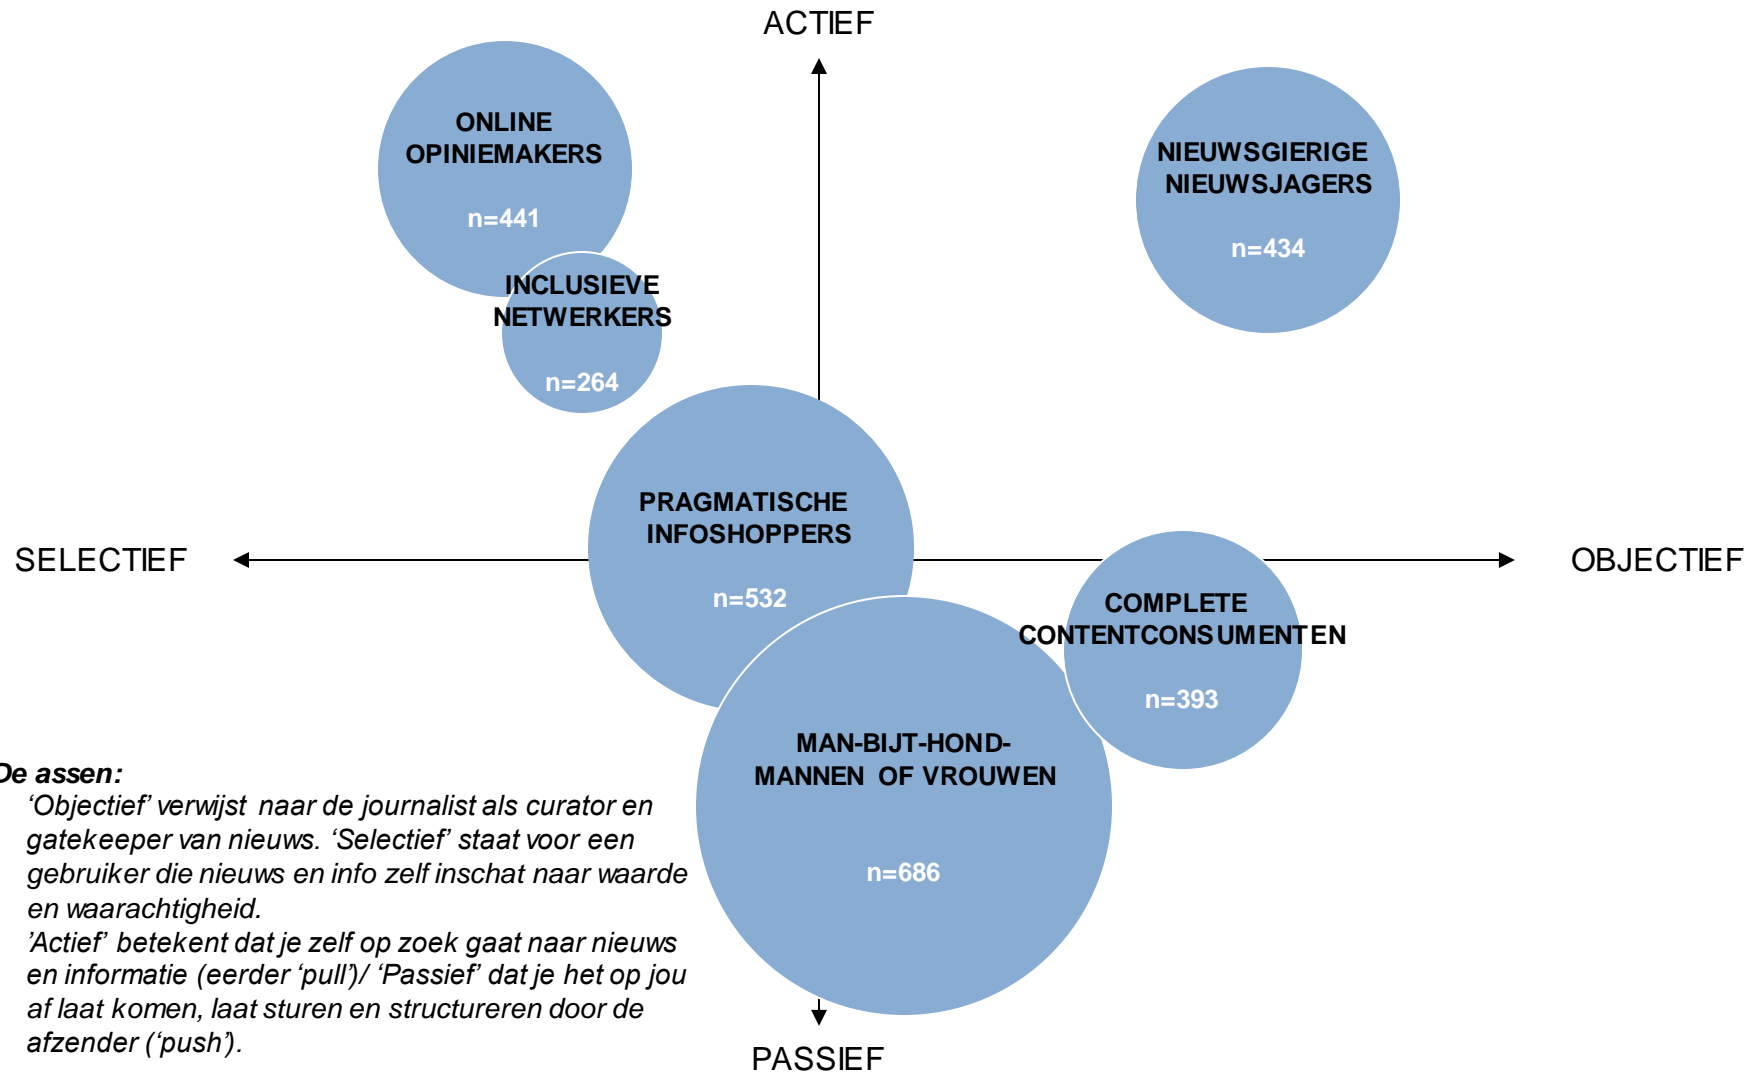 ACTIEF
ONLINE
OPINIEMAKERS
n=441
NIEUWSGIERIGE
NIEUWSJAGERS
n=434
INCLUSIEVE
NETWERKERS
n=264
PRAGMATISCHE
INFOSHOPPERS
n=532
SELECTIEF
OBJECTIEF
COMPLETE
CONTENTCONSUMENTEN
n=393
MAN-BIJT-HOND-
MANNEN OF VROUWEN
n=686
De assen:
‘Objectief’ verwijst naar de journalist als curator en
gatekeeper van nieuws. ‘Selectief’ staat voor een
gebruiker die nieuws en info zelf inschat naar waarde
en waarachtigheid.
’Actief’ betekent dat je zelf op zoek gaat naar nieuws
en informatie (eerder ‘pull’)/ ‘Passief’ dat je het op jou
af laat komen, laat sturen en structureren door de
afzender (‘push’).
PASSIEF